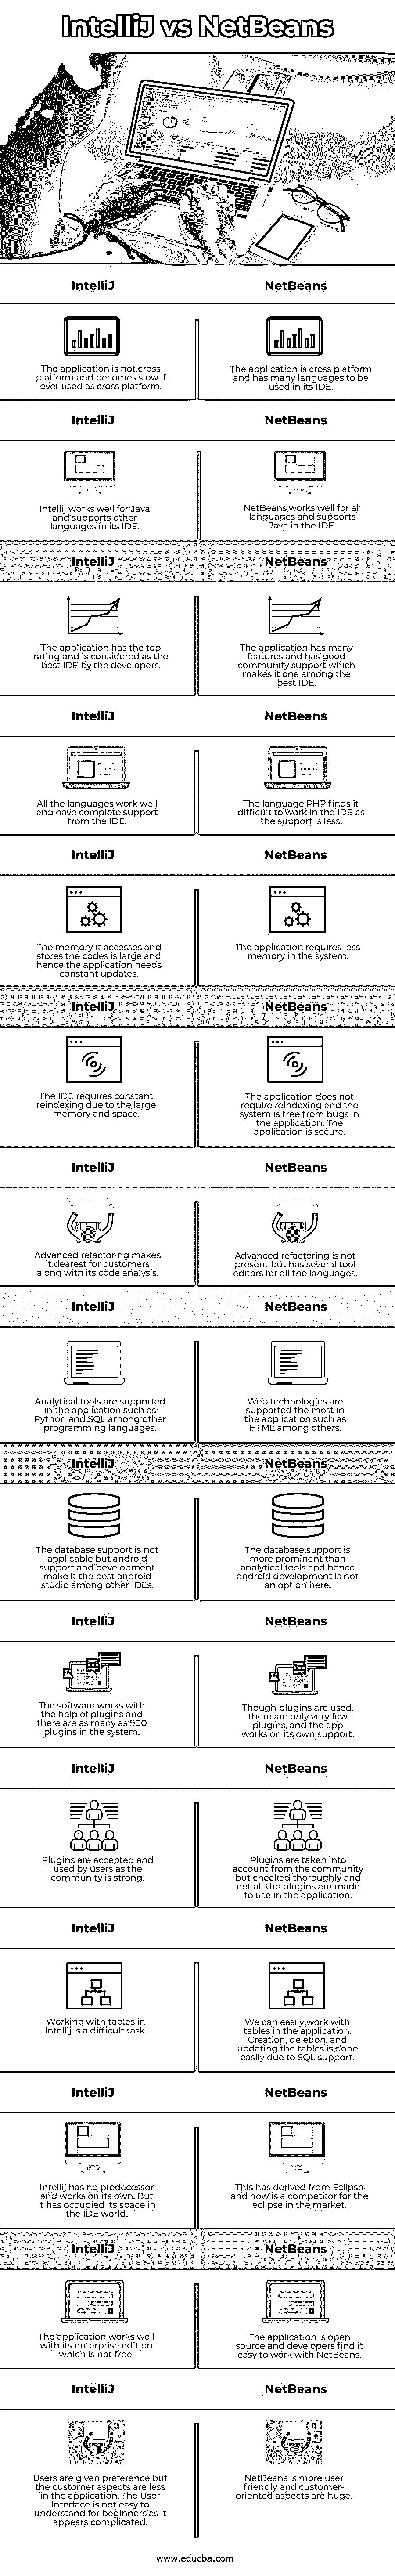 IntelliJ vs NetBeans
IntelliJ
NetBeans
The application is not cross
platform and becomes slow if
ever used as cross platform.
The application is cross platform
and has many languages to be
used in its IDE.
IntelliJ
NetBeans
Intellij works well for Java
and supports other
languages in its IDE.
NetBeans works well for all
languages and supports
Java in the IDE.
IntelliJ
NetBeans
The application has the top
rating and is considered as the
best IDE by the developers.
The application has many
features and has good
community support which
makes it one among the
best IDE.
IntelliJ
NetBeans
All the languages work well
and have complete support
from the IDE.
The language PHP finds it
difficult to work in the IDE as
the support is less.
IntelliJ
NetBeans
The memory it accesses and
stores the codes is large and
hence the application needs
constant updates.
The application requires less
memory in the system.
IntelliJ
NetBeans
The IDE requires constant
reindexing due to the large
memory and space.
The application does not
require reindexing and the
system is free from bugs in
the application. The
application is secure.
IntelliJ
NetBeans
Advanced refactoring makes
it dearest for customers
along with its code analysis.
Advanced refactoring is not
present but has several tool
editors for all the languages.
IntelliJ
NetBeans
Analytical tools are supported
in the application such as
Python and SQL among other
programming languages.
Web technologies are
supported the most in
the application such as
HTML among others.
IntelliJ
NetBeans
The database support is not
applicable but android
support and development
make it the best android
studio among other IDEs.
The database support is
more prominent than
analytical tools and hence
android development is not
an option here.
IntelliJ
NetBeans
The software works with
the help of plugins and
there are as many as 900
plugins in the system.
Though plugins are used,
there are only very few
plugins, and the app
works on its own support.
IntelliJ
NetBeans
Plugins are accepted and
used by users as the
community is strong.
Plugins are taken into
account from the community
but checked thoroughly and
not all the plugins are made
to use in the application.
IntelliJ
NetBeans
Working with tables in
Intellij is a difficult task.
We can easily work with
tables in the application.
Creation, deletion, and
updating the tables is done
easily due to SQL support.
IntelliJ
NetBeans
Intellij has no predecessor
and works on its own. But
it has occupied its space in
the IDE world.
This has derived from Eclipse
and now is a competitor for the
eclipse in the market.
IntelliJ
NetBeans
The application works well
with its enterprise edition
which is not free.
The application is open
source and developers find it
easy to work with NetBeans.
IntelliJ
NetBeans
Users are given preference but
the customer aspects are less
in the application. The User
Interface is not easy to
understand for beginners as it
appears complicated.
NetBeans is more user
friendly and customer-
oriented aspects are huge.
www.educba.com